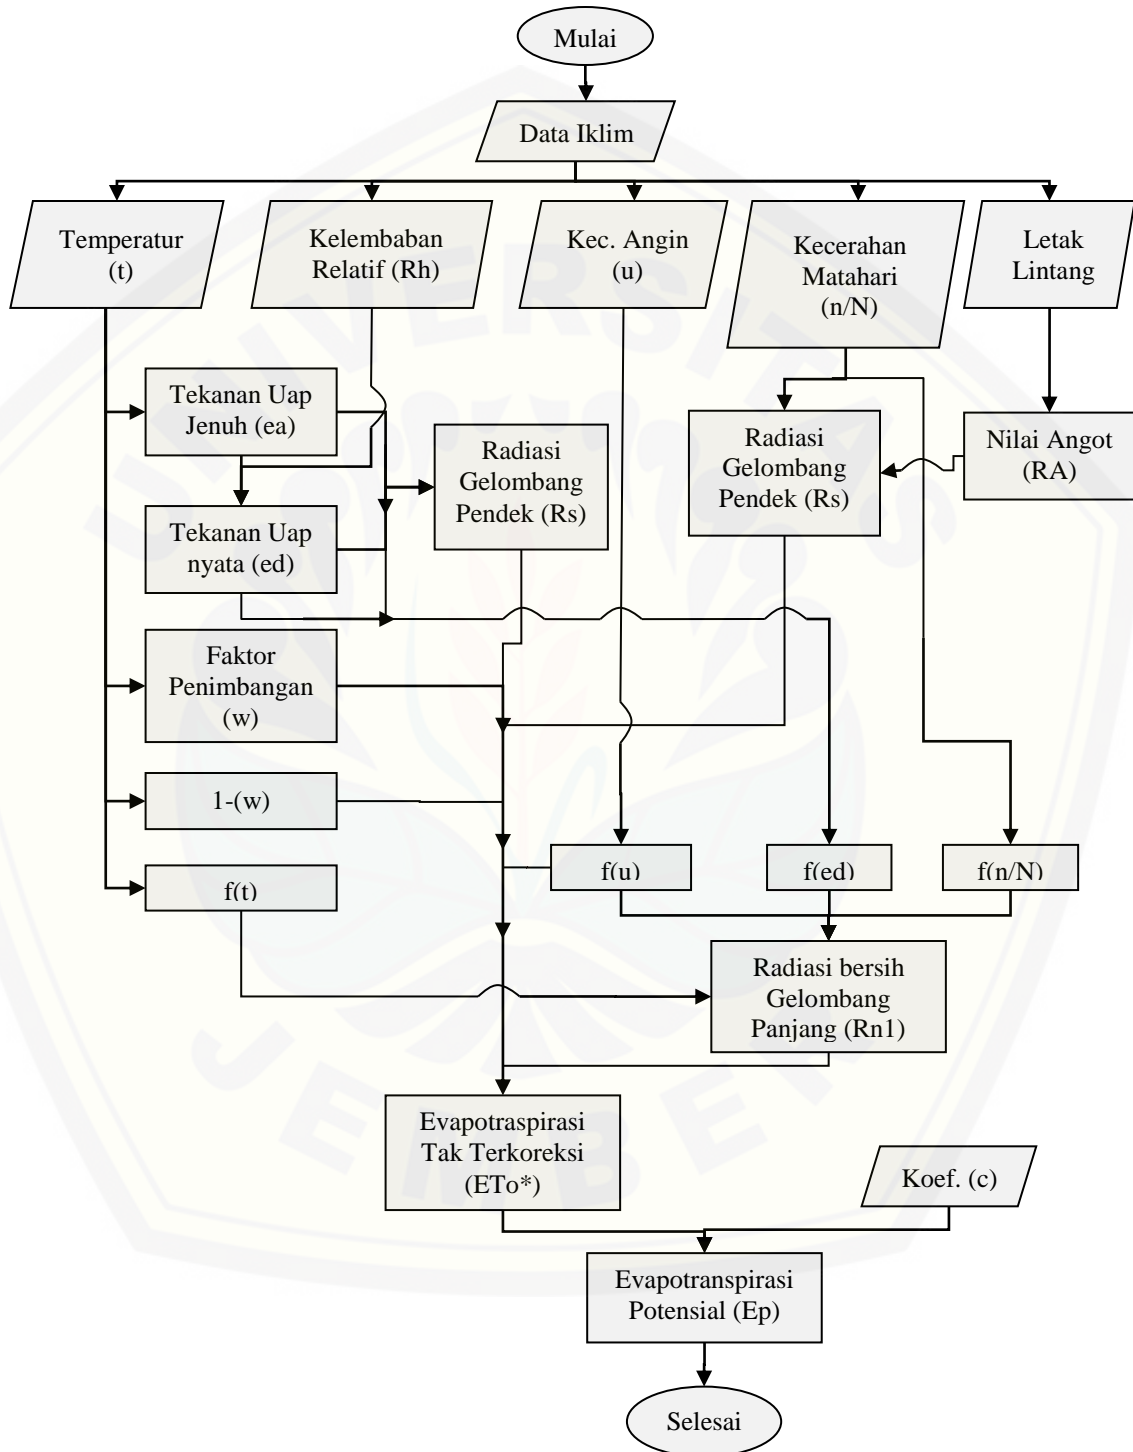 Mulai
Data Iklim
Temperatur
(t)
Kelembaban
Relatif (Rh)
Kec. Angin
(u)
Kecerahan
Matahari
(n/N)
Letak
Lintang
Tekanan Uap
Jenuh (ea)
Radiasi
Gelombang
Pendek (Rs)
Radiasi
Gelombang
Pendek (Rs)
Nilai Angot
(RA)
Tekanan Uap
nyata (ed)
Faktor
Penimbangan
(w)
1-(w)
f(t)
f(u)
f(ed)
f(n/N)
Radiasi bersih
Gelombang
Panjang (Rn1)
Evapotraspirasi
Tak Terkoreksi
(ETo*)
Koef. (c)
Evapotranspirasi
Potensial (Ep)
Selesai
UNIVERSITAS
JEMBER